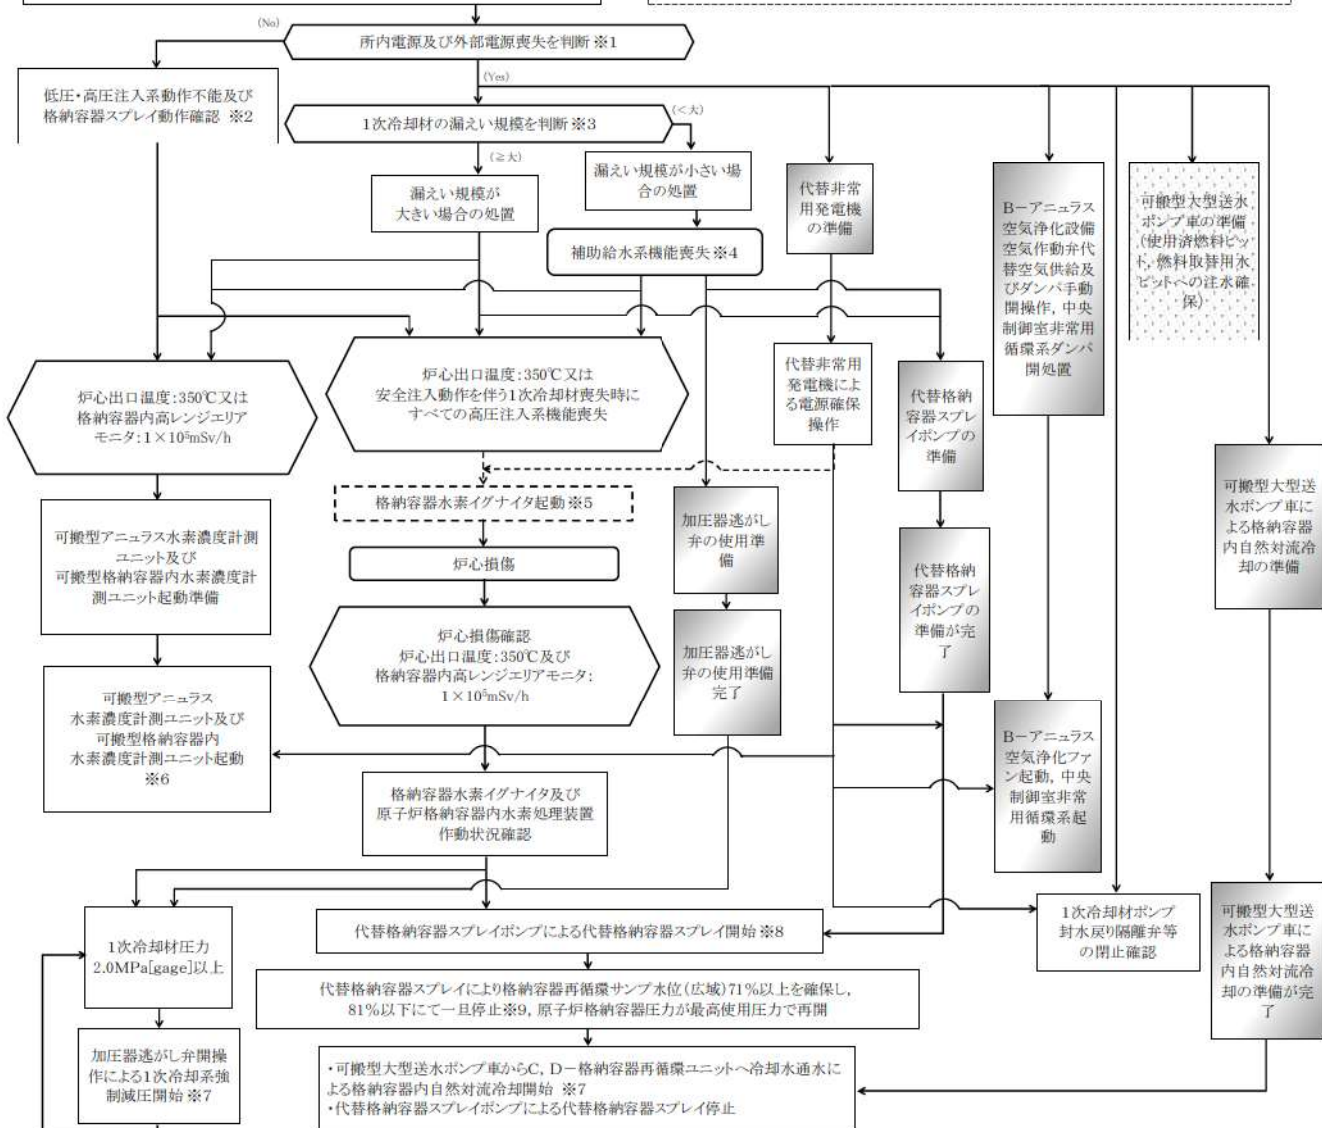 (No)
所内電源及び外部電源喪失を判断※1
(Yes)
低圧・高圧注入系動作不能及び
格納容器スプレイ動作確認 ※2
1次冷却材の漏えい規模を判断※3
(<大)
(≧大)
漏えい規模が
大きい場合の処置
漏えい規模が小さい場
合の処置
補助給水系機能喪失※4
代替非常
用発電機
の準備
B-アニュラス
空気浄化設備
空気作動弁代
替空気供給及
びダンパ手動
開操作, 中央
制御室非常用
循環系ダンパ
開処置
可搬型大型送水
ポンプ車の準備
(使用済燃料ピッ
ト, 燃料取替用水
ピットへの注水確
保)
炉心出口温度:350℃又は
格納容器内高レンジエリア
モニタ:1×10⁵mSv/h
炉心出口温度:350℃又は
安全注入動作を伴う1次冷却材喪失時に
すべての高圧注入系機能喪失
代替非常用
発電機によ
る電源確保
操作
代替格納
容器スプレ
イポンプの
準備
可搬型大型送
水ポンプ車に
よる格納容器
内自然対流冷
却の準備
格納容器水素イグナイタ起動※5
加圧器逃がし
弁の使用準
備
可搬型アニュラス水素濃度計測
ユニット及び
可搬型格納容器内水素濃度計
測ユニット起動準備
炉心損傷
代替格納
容器スプレ
イポンプの
準備が完
了
炉心損傷確認
炉心出口温度:350℃及び
格納容器内高レンジエリアモニタ:
1×10⁵mSv/h
加圧器逃がし
弁の使用準備
完了
可搬型アニュラス
水素濃度計測ユニット及び
可搬型格納容器内
水素濃度計測ユニット起動
※6
B-アニュラス
空気浄化ファ
ン起動, 中央
制御室非常
用循環系起
動
格納容器水素イグナイタ及び
原子炉格納容器内水素処理装置
作動状況確認
1次冷却材圧力
2.0MPa[gage]以上
代替格納容器スプレイポンプによる代替格納容器スプレイ開始※8
1次冷却材ポンプ
封水戻り隔離弁等
の閉止確認
可搬型大型送
水ポンプ車に
よる格納容器
内自然対流冷
却の準備が完
了
代替格納容器スプレイにより格納容器再循環サンプ水位(広域)71%以上を確保し,
81%以下にて一旦停止※9, 原子炉格納容器圧力が最高使用圧力で再開
加圧器逃がし弁開操
作による1次冷却系強
制減圧開始※7
・可搬型大型送水ポンプ車からC, D-格納容器再循環ユニットへ冷却水通水に
よる格納容器内自然対流冷却開始 ※7
・代替格納容器スプレイポンプによる代替格納容器スプレイ停止